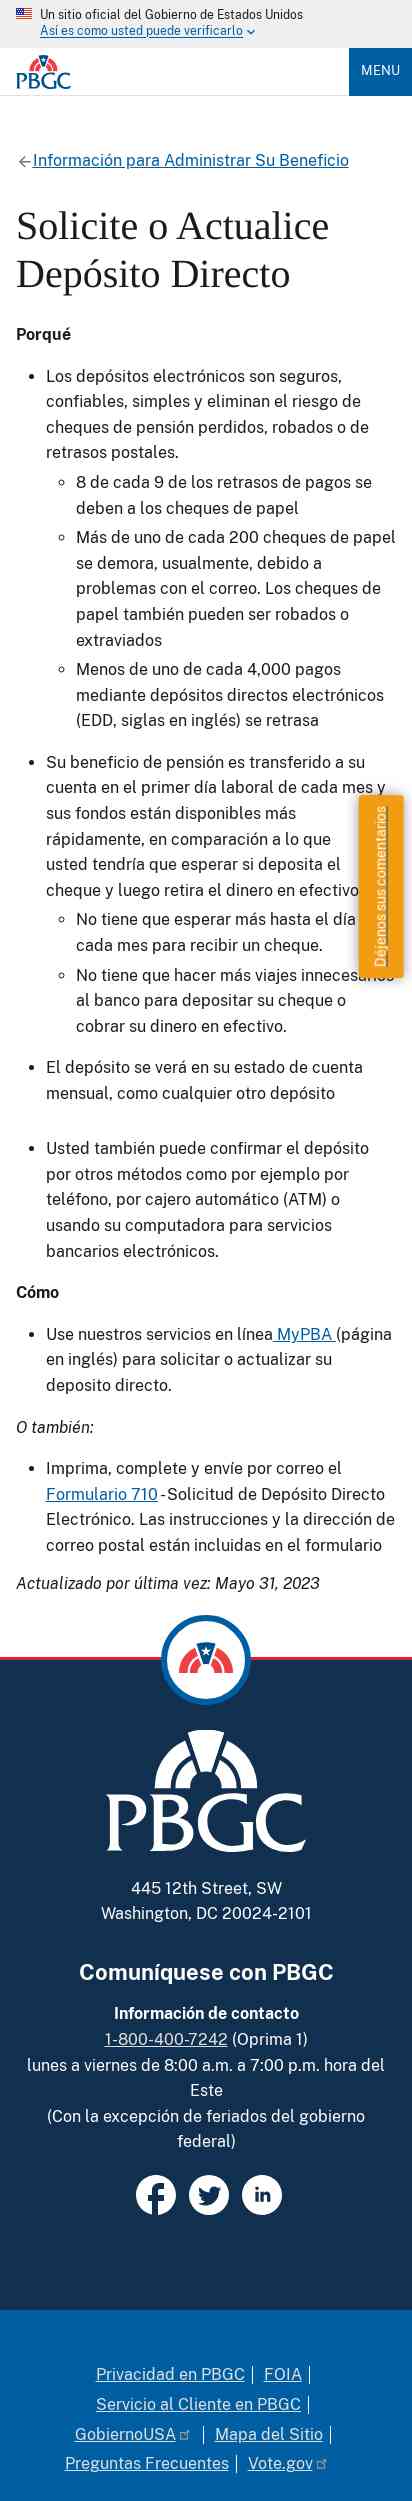 Un sitio oficial del Gobierno de Estados Unidos
Así es como usted puede verificarlo
PBGC
MENU
Información para Administrar Su Beneficio
Solicite o Actualice
Depósito Directo
Porqué
Los depósitos electrónicos son seguros,
confiables, simples y eliminan el riesgo de
cheques de pensión perdidos, robados o de
retrasos postales.
8 de cada 9 de los retrasos de pagos se
deben a los cheques de papel
Más de uno de cada 200 cheques de papel
se demora, usualmente, debido a
problemas con el correo. Los cheques de
papel también pueden ser robados o
extraviados
Menos de uno de cada 4,000 pagos
mediante depósitos directos electrónicos
(EDD, siglas en inglés) se retrasa
Su beneficio de pensión es transferido a su
cuenta en el primer día laboral de cada mes y
sus fondos están disponibles más
rápidamente, en comparación a lo que
usted tendría que esperar si deposita el
cheque y luego retira el dinero en efectivo
No tiene que esperar más hasta el día
cada mes para recibir un cheque.
No tiene que hacer más viajes innecesarios
al banco para depositar su cheque o
cobrar su dinero en efectivo.
Déjenos sus comentarios
El depósito se verá en su estado de cuenta
mensual, como cualquier otro depósito
Usted también puede confirmar el depósito
por otros métodos como por ejemplo por
teléfono, por cajero automático (ATM) o
usando su computadora para servicios
bancarios electrónicos.
Cómo
Use nuestros servicios en línea MyPBA (página
en inglés) para solicitar o actualizar su
deposito directo.
O también:
Imprima, complete y envíe por correo el
Formulario 710 - Solicitud de Depósito Directo
Electrónico. Las instrucciones y la dirección de
correo postal están incluidas en el formulario
Actualizado por última vez: Mayo 31, 2023
PBGC
445 12th Street, SW
Washington, DC 20024-2101
Comuníquese con PBGC
Información de contacto
1-800-400-7242 (Oprima 1)
lunes a viernes de 8:00 a.m. a 7:00 p.m. hora del
Este
(Con la excepción de feriados del gobierno
federal)
Privacidad en PBGC | FOIA |
Servicio al Cliente en PBGC |
GobiernoUSA | Mapa del Sitio |
Preguntas Frecuentes | Vote.gov